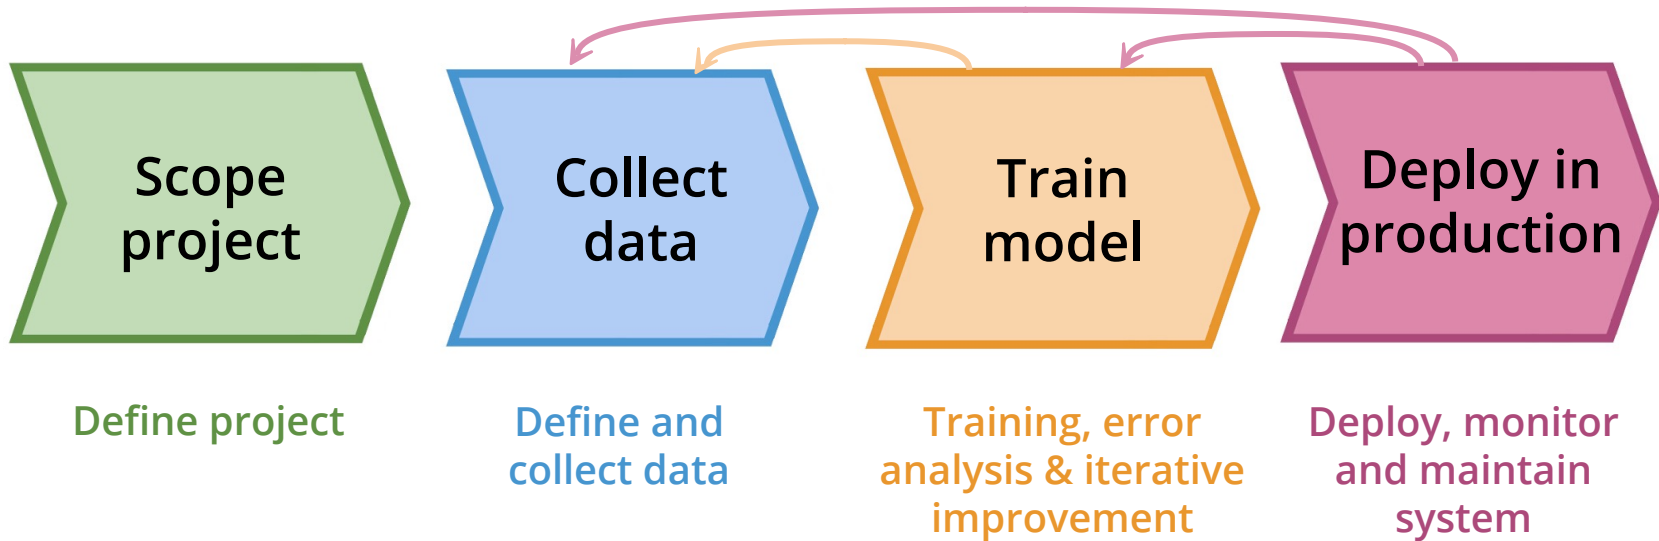 Scope
project
Collect
data
Train
model
Deploy in
production
Define project
Define and
collect data
Training, error
analysis & iterative
improvement
Deploy, monitor
and maintain
system